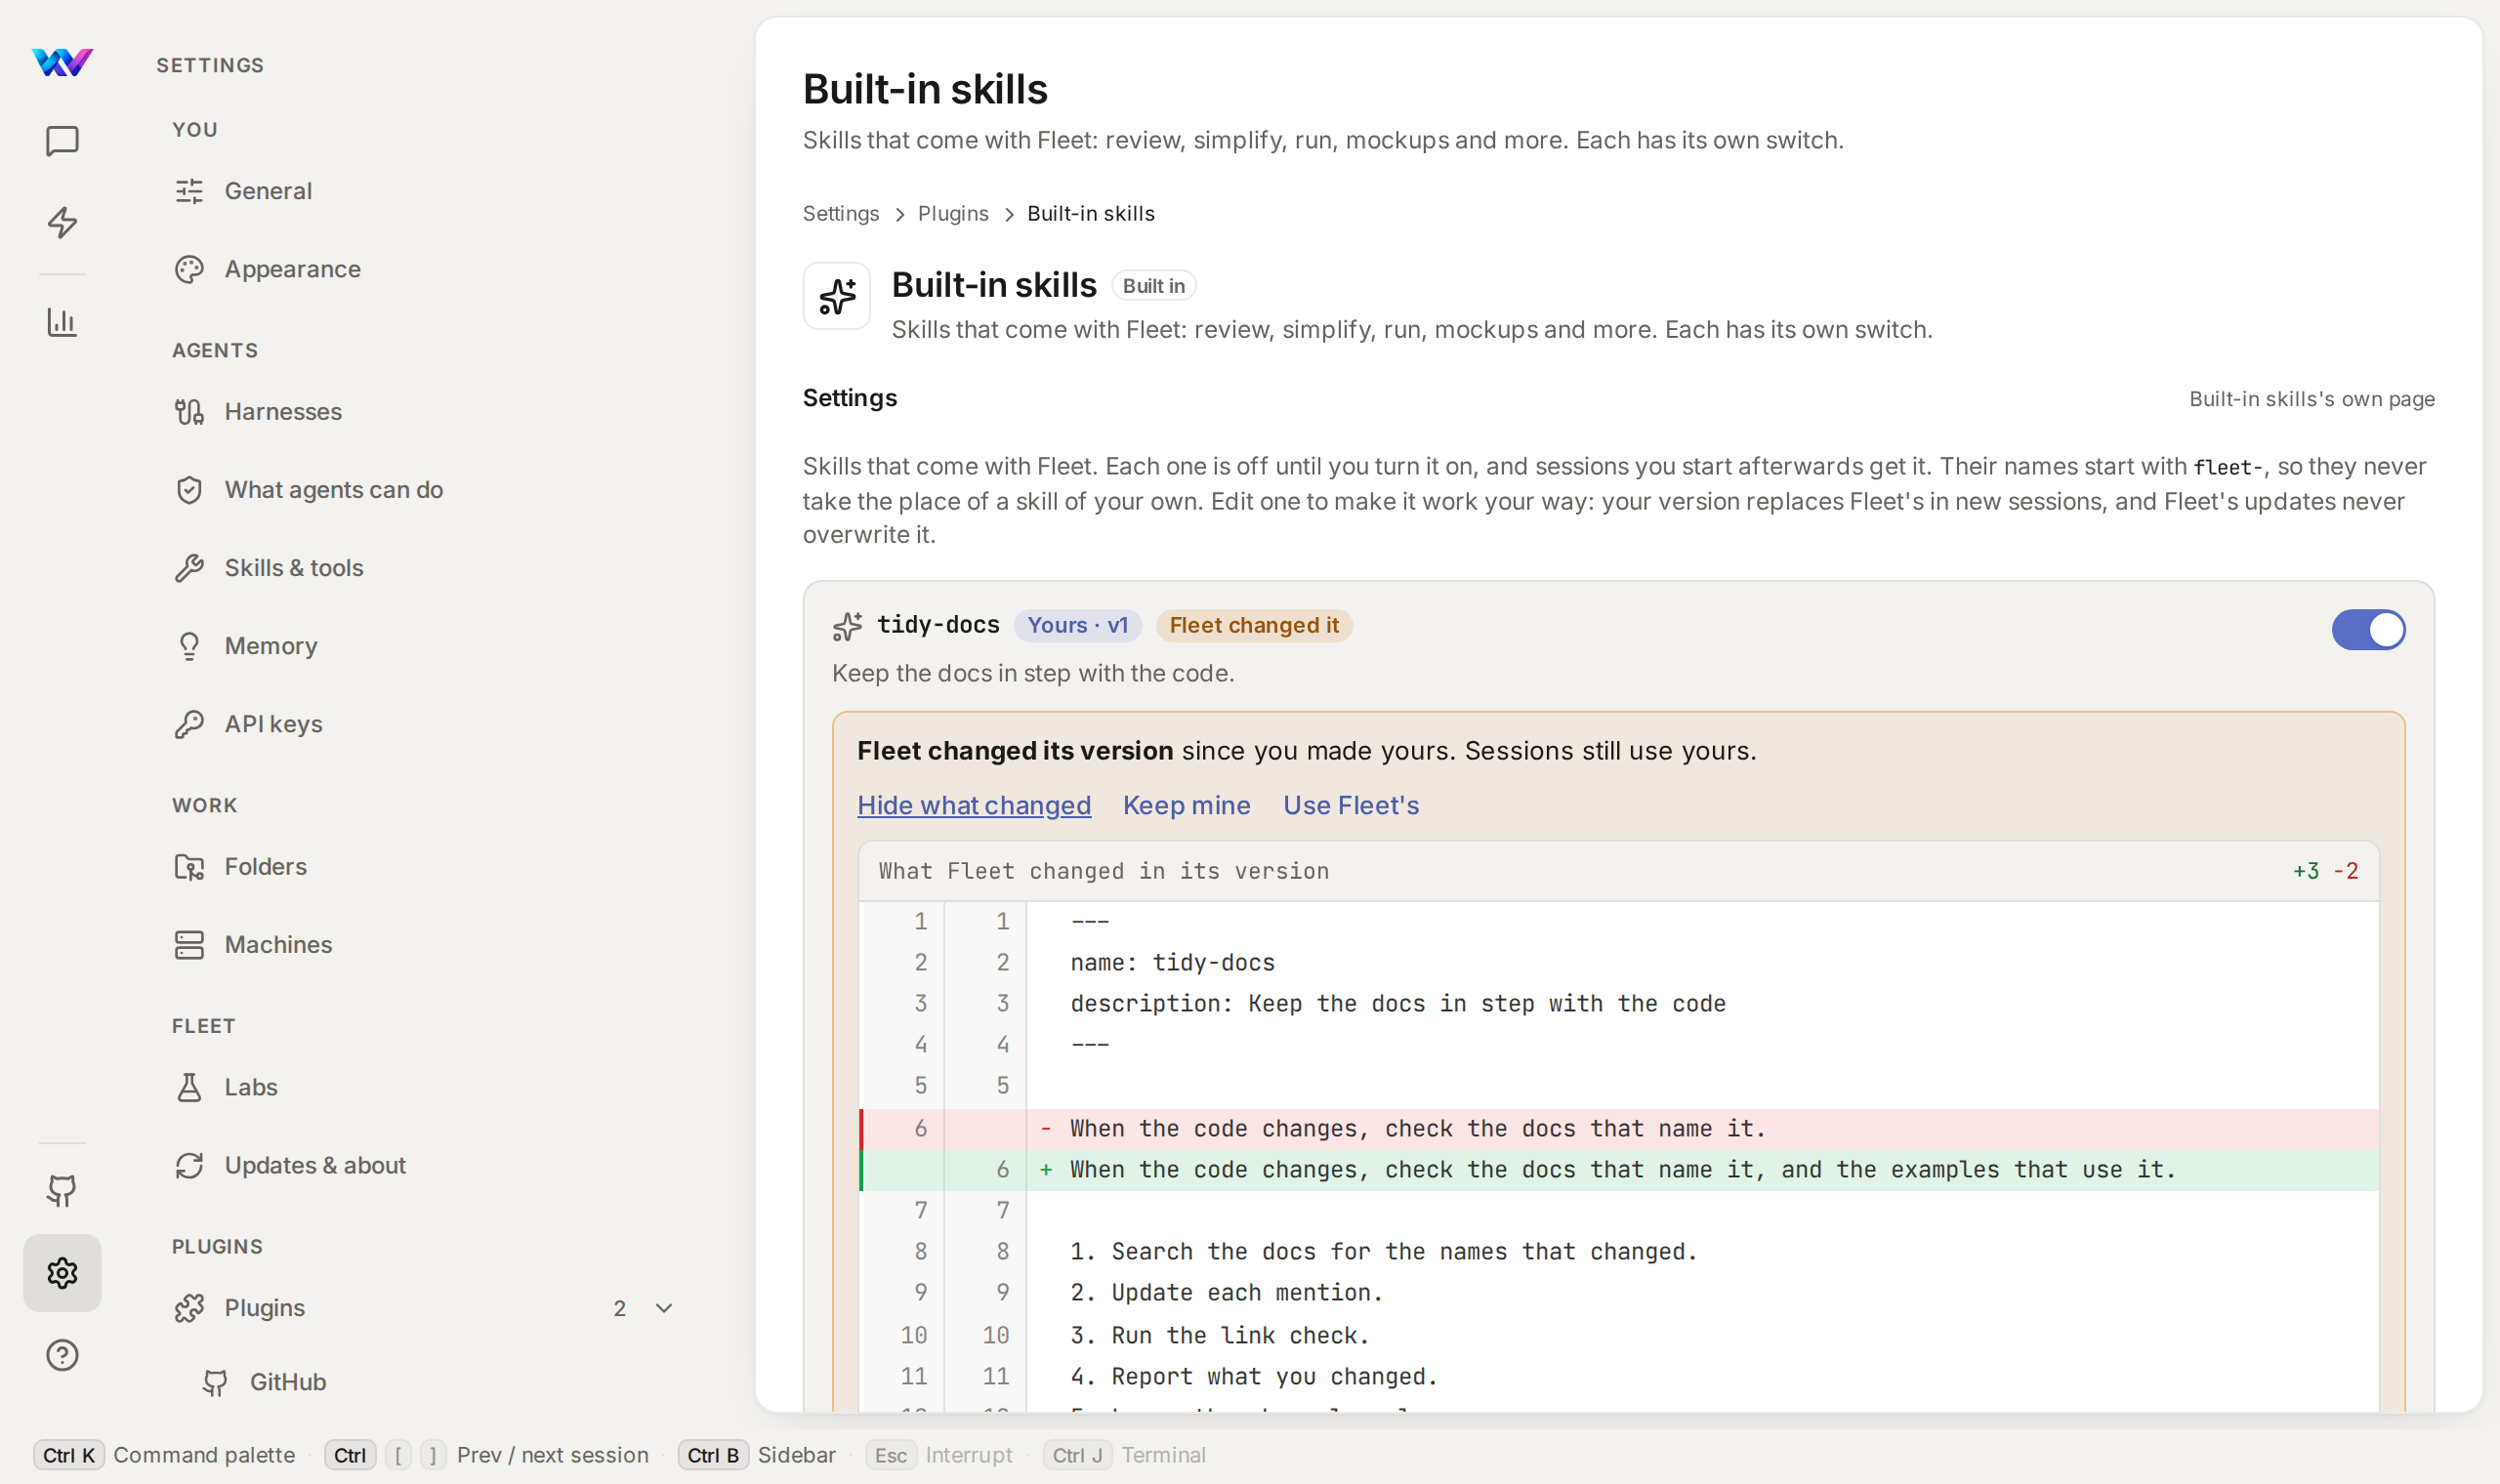 SETTINGS
YOU
General
Appearance
AGENTS
Harnesses
What agents can do
Skills & tools
Memory
API keys
WORK
Folders
Machines
FLEET
Labs
Updates & about
PLUGINS
Plugins 2
GitHub
Built-in skills
Skills that come with Fleet: review, simplify, run, mockups and more. Each has its own switch.
Settings > Plugins > Built-in skills
Built-in skills Built in
Skills that come with Fleet: review, simplify, run, mockups and more. Each has its own switch.
Settings Built-in skills's own page
Skills that come with Fleet. Each one is off until you turn it on, and sessions you start afterwards get it. Their names start with fleet-, so they never
take the place of a skill of your own. Edit one to make it work your way: your version replaces Fleet's in new sessions, and Fleet's updates never
overwrite it.
tidy-docs Yours · v1 Fleet changed it
Keep the docs in step with the code.
Fleet changed its version since you made yours. Sessions still use yours.
Hide what changed Keep mine Use Fleet's
What Fleet changed in its version +3 -2
1 1 ---
2 2 name: tidy-docs
3 3 description: Keep the docs in step with the code
4 4 ---
5 5
6 - When the code changes, check the docs that name it.
6 + When the code changes, check the docs that name it, and the examples that use it.
7 7
8 8 1. Search the docs for the names that changed.
9 9 2. Update each mention.
10 10 3. Run the link check.
11 11 4. Report what you changed.
Ctrl K Command palette · Ctrl [ ] Prev / next session · Ctrl B Sidebar · Esc Interrupt · Ctrl J Terminal